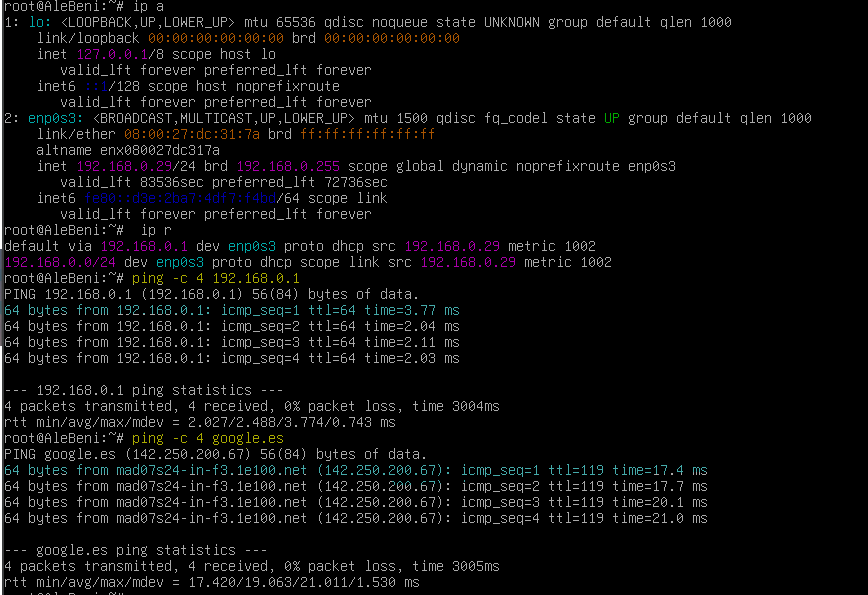 root@AleBeni:~# ip a
1: lo: <LOOPBACK,UP,LOWER_UP> mtu 65536 qdisc noqueue state UNKNOWN group default qlen 1000
link/loopback 00:00:00:00:00:00 brd 00:00:00:00:00:00
inet 127.0.0.1/8 scope host lo
valid_lft forever preferred_lft forever
inet6 ::1/128 scope host noprefixroute
valid_lft forever preferred_lft forever
2: enp0s3: <BROADCAST,MULTICAST,UP,LOWER_UP> mtu 1500 qdisc fq_codel state UP group default qlen 1000
link/ether 08:00:27:dc:31:7a brd ff:ff:ff:ff:ff:ff
altname enx080027dc317a
inet 192.168.0.29/24 brd 192.168.0.255 scope global dynamic noprefixroute enp0s3
valid_lft 83536sec preferred_lft 72736sec
inet6 /64 scope link
valid_lft forever preferred_lft forever
root@AleBeni:~#  ip r
default via 192.168.0.1 dev enp0s3 proto dhcp src 192.168.0.29 metric 1002
192.168.0.0/24 dev enp0s3 proto dhcp scope link src 192.168.0.29 metric 1002
root@AleBeni:~# ping -c 4 192.168.0.1
PING 192.168.0.1 (192.168.0.1) 56(84) bytes of data.
64 bytes from 192.168.0.1: icmp_seq=1 ttl=64 time=3.77 ms
64 bytes from 192.168.0.1: icmp_seq=2 ttl=64 time=2.04 ms
64 bytes from 192.168.0.1: icmp_seq=3 ttl=64 time=2.11 ms
64 bytes from 192.168.0.1: icmp_seq=4 ttl=64 time=2.03 ms
--- 192.168.0.1 ping statistics ---
4 packets transmitted, 4 received, 0% packet loss, time 3004ms
rtt min/avg/max/mdev = 2.027/2.488/3.774/0.743 ms
root@AleBeni:~# ping -c 4 google.es
PING google.es (142.250.200.67) 56(84) bytes of data.
64 bytes from mad07s24-in-f3.1e100.net (142.250.200.67): icmp_seq=1 ttl=119 time=17.4 ms
64 bytes from mad07s24-in-f3.1e100.net (142.250.200.67): icmp_seq=2 ttl=119 time=17.7 ms
64 bytes from mad07s24-in-f3.1e100.net (142.250.200.67): icmp_seq=3 ttl=119 time=20.1 ms
64 bytes from mad07s24-in-f3.1e100.net (142.250.200.67): icmp_seq=4 ttl=119 time=21.0 ms
--- google.es ping statistics ---
4 packets transmitted, 4 received, 0% packet loss, time 3005ms
rtt min/avg/max/mdev = 17.420/19.063/21.011/1.530 ms